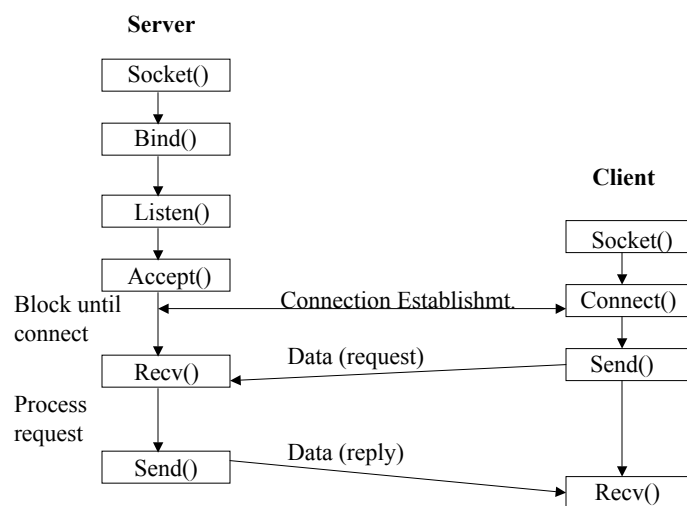 Server
Socket()
Bind()
Listen()
Accept()
Block until
connect
Recv()
Process
request
Send()
Connection Establishmt.
Data (request)
Data (reply)
Client
Socket()
Connect()
Send()
Recv()